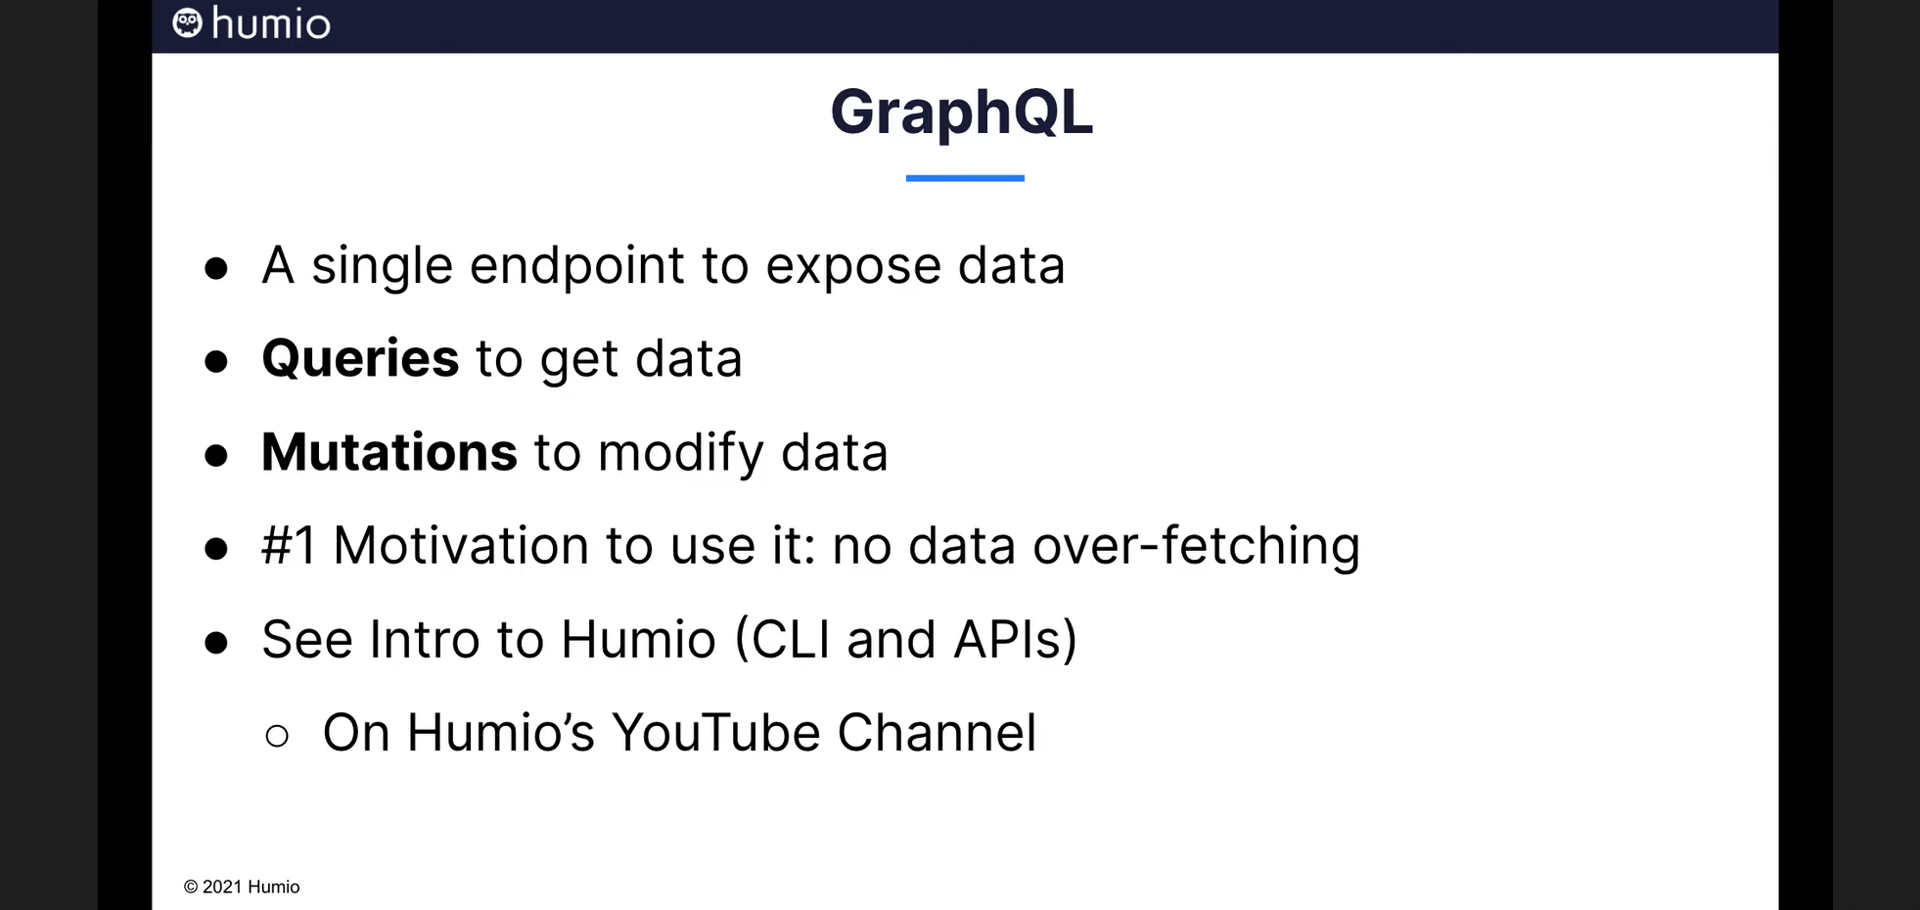 humio
GraphQL
● A single endpoint to expose data
● Queries to get data
● Mutations to modify data
● #1 Motivation to use it: no data over-fetching
● See Intro to Humio (CLI and APIs)
○ On Humio’s YouTube Channel
© 2021 Humio